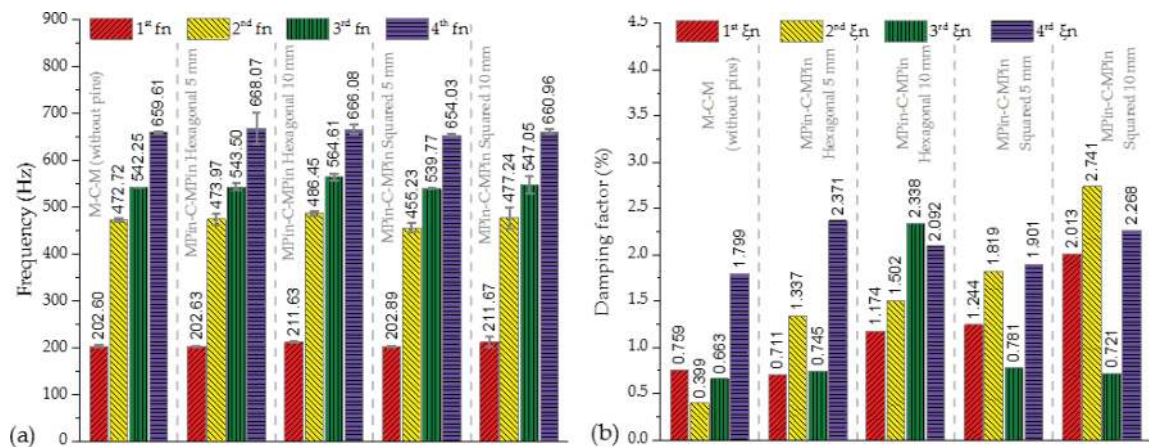 1st fn 2nd fn 3rd fn 4th fn
Frequency (Hz)
900
800
700
600
500
400
300
200
100
0
M-C-M (without pins)
202.60
472.72
542.25
659.61
MPin-C-MPin Hexagonal 5 mm
202.63
473.97
543.50
668.07
MPin-C-MPin Hexagonal 10 mm
211.63
486.45
564.61
666.08
MPin-C-MPin Squared 5 mm
202.89
455.23
539.77
654.03
MPin-C-MPin Squared 10 mm
211.67
477.24
547.05
660.96
(a)
1st ξn 2nd ξn 3rd ξn 4rd ξn
Damping factor (%)
4.5
4.0
3.5
3.0
2.5
2.0
1.5
1.0
0.5
0.0
M-C-M
(without pins)
0.759
0.399
0.663
1.799
MPin-C-MPin
Hexagonal 5 mm
0.711
1.337
0.745
2.371
MPin-C-MPin
Hexagonal 10 mm
1.174
1.502
2.338
2.092
MPin-C-MPin
Squared 5 mm
1.244
1.819
0.781
1.901
MPin-C-MPin
Squared 10 mm
2.013
2.741
0.721
2.268
(b)